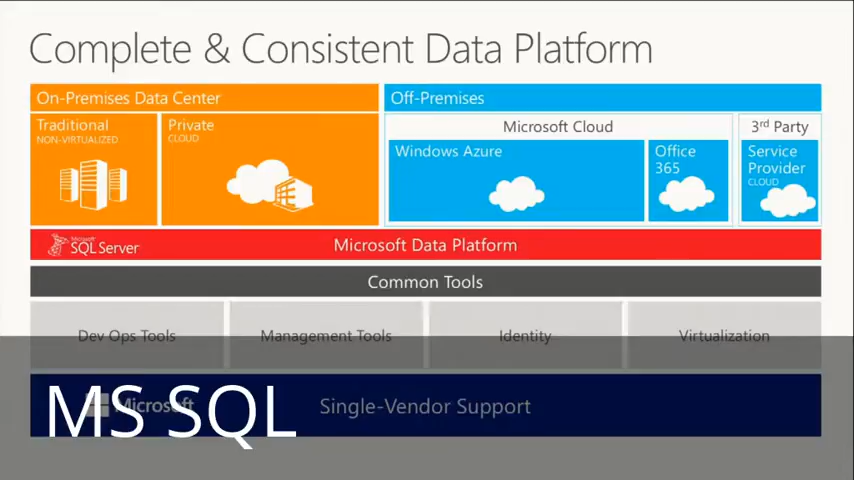 Complete & Consistent Data Platform
On-Premises Data Center
Off-Premises
Traditional
NON-VIRTUALIZED
Private
CLOUD
Microsoft Cloud
3rd Party
Windows Azure
Office
365
Service
Provider
CLOUD
Microsoft
SQL Server
Microsoft Data Platform
Common Tools
Dev Ops Tools
Management Tools
Identity
Virtualization
Microsoft
Single-Vendor Support
MS SQL